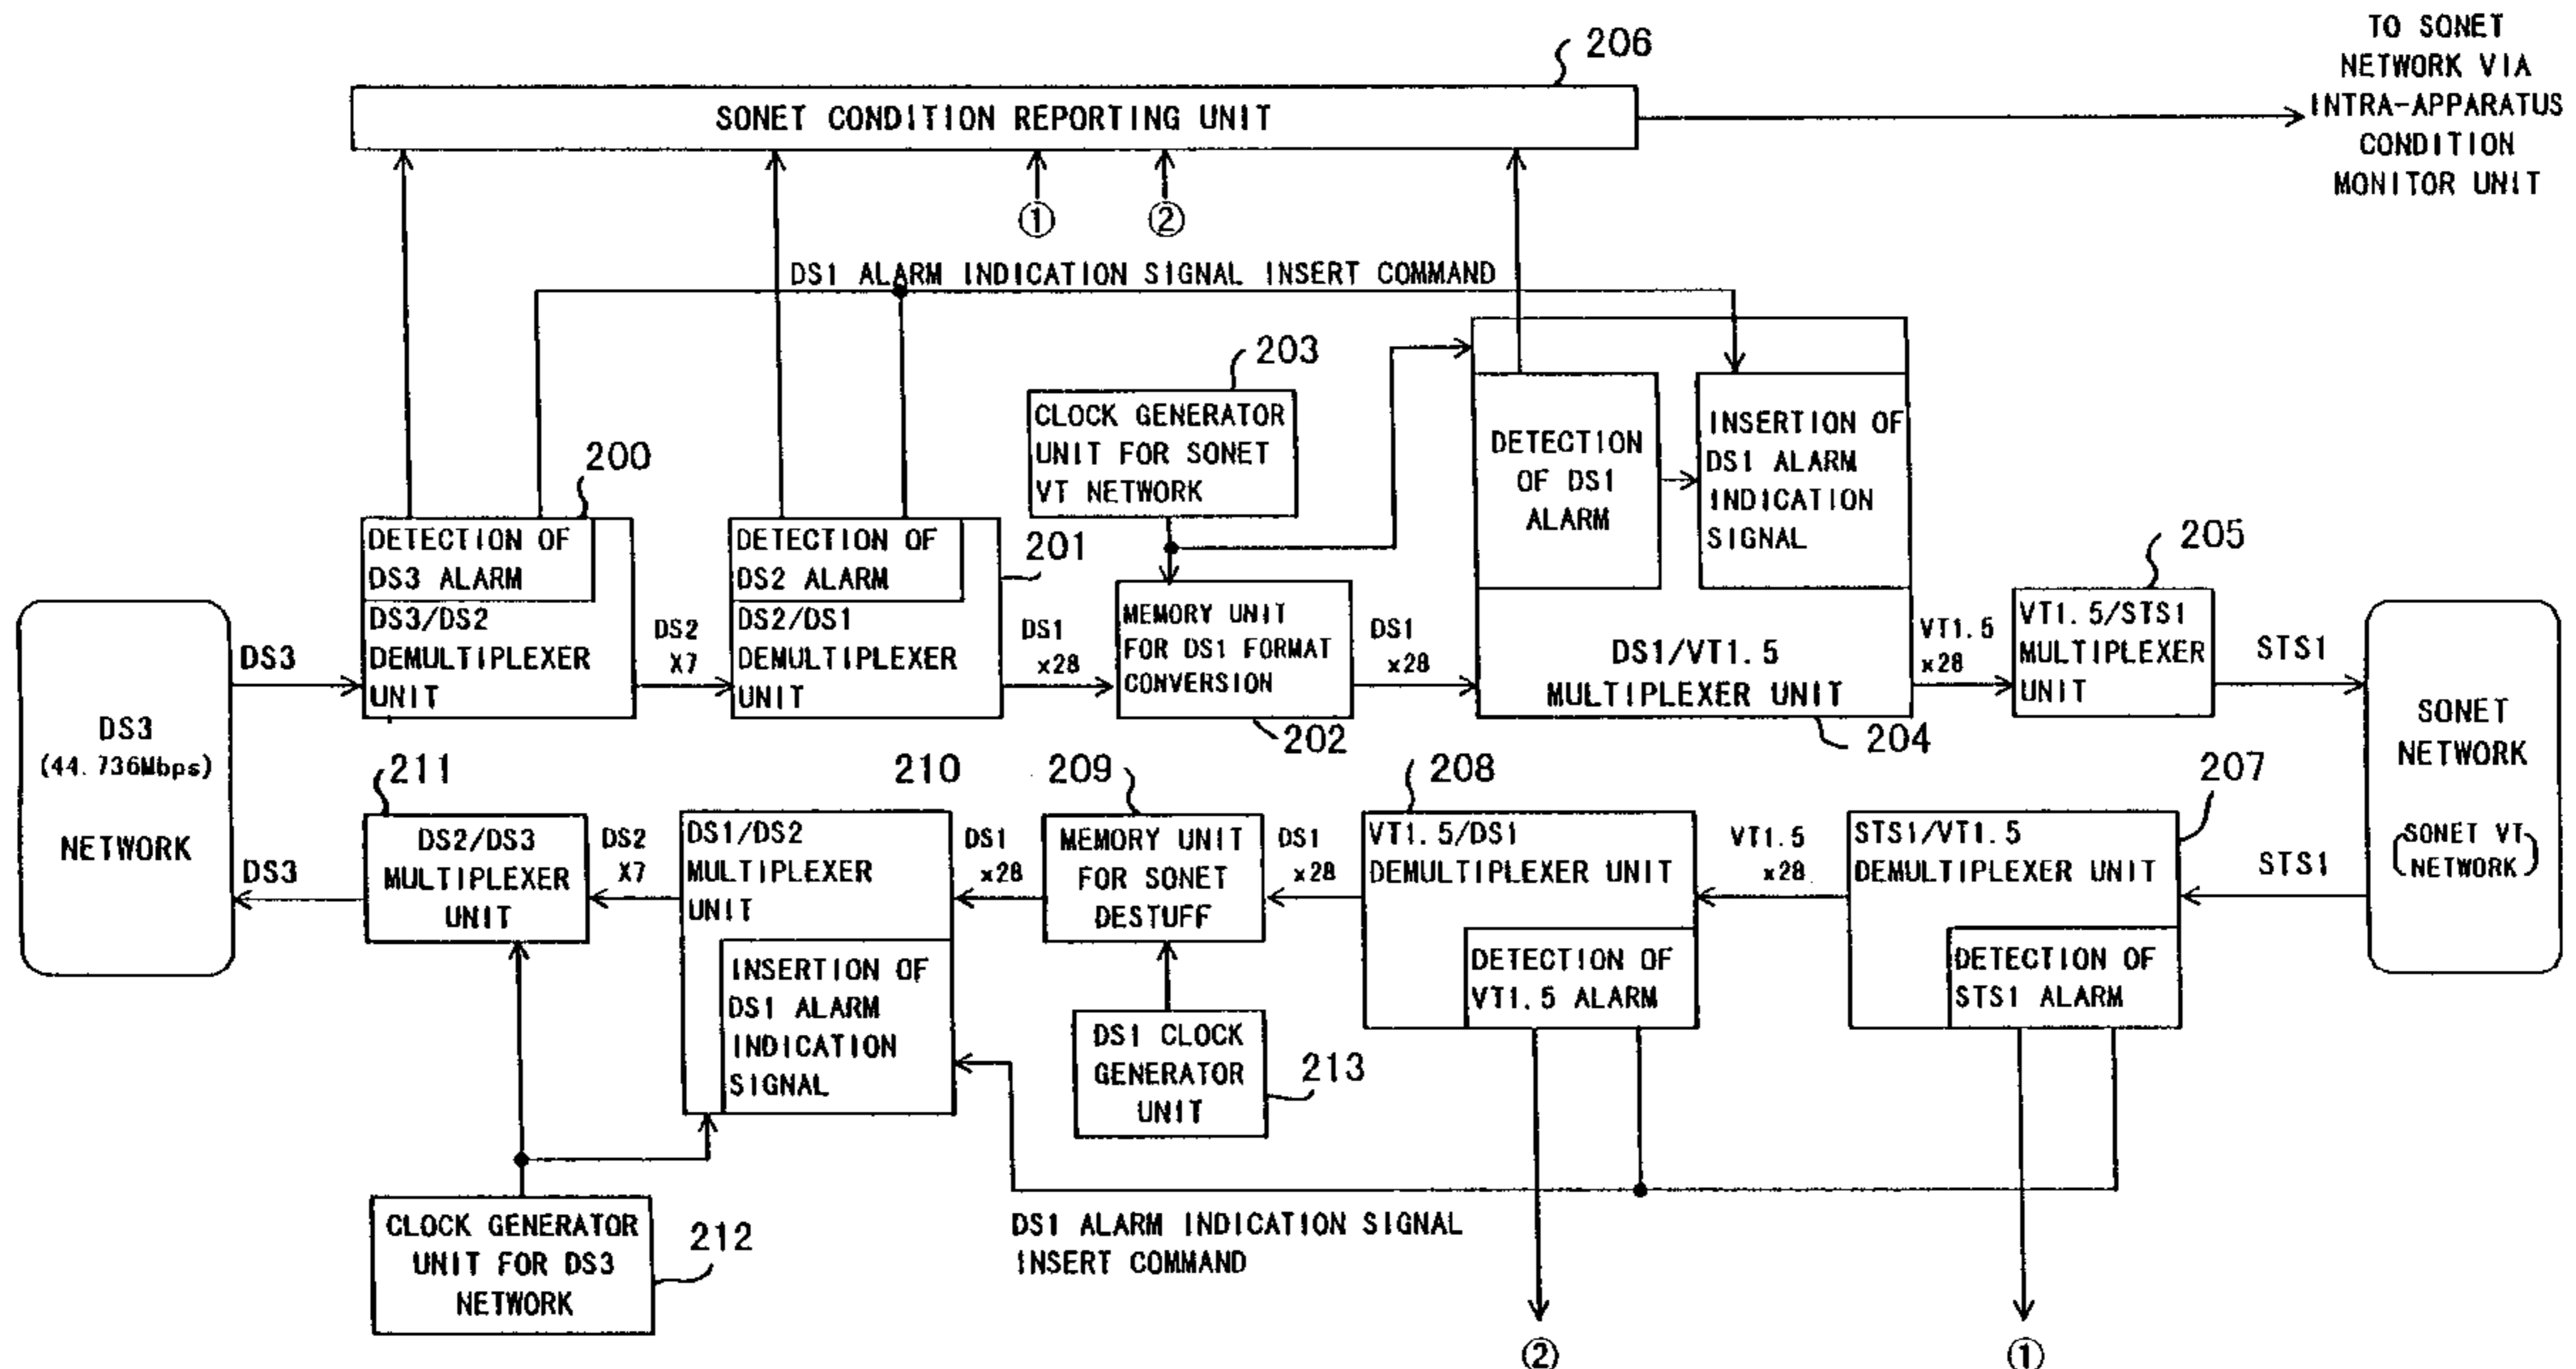 206
TO SONET
NETWORK VIA
INTRA-APPARATUS
CONDITION
MONITOR UNIT
SONET CONDITION REPORTING UNIT
①
②
DS1 ALARM INDICATION SIGNAL INSERT COMMAND
203
CLOCK GENERATOR
UNIT FOR SONET
VT NETWORK
DETECTION
OF DS1
ALARM
INSERTION OF
DS1 ALARM
INDICATION
SIGNAL
200
DETECTION OF
DS3 ALARM
DS3/DS2
DEMULTIPLEXER
UNIT
DETECTION OF
DS2 ALARM
DS2/DS1
DEMULTIPLEXER
UNIT
201
205
DS3
DS2
X7
DS1
x28
MEMORY UNIT
FOR DS1 FORMAT
CONVERSION
DS1
x28
DS1/VT1.5
MULTIPLEXER UNIT
VT1.5
x28
VT1.5/STS1
MULTIPLEXER
UNIT
STS1
202
204
DS3
(44.736Mbps)
NETWORK
SONET
NETWORK
(SONET VT
NETWORK)
211
210
209
208
207
DS3
DS2/DS3
MULTIPLEXER
UNIT
DS2
X7
DS1/DS2
MULTIPLEXER
UNIT
INSERTION OF
DS1 ALARM
INDICATION
SIGNAL
DS1
x28
MEMORY UNIT
FOR SONET
DESTUFF
DS1
x28
VT1.5/DS1
DEMULTIPLEXER UNIT
DETECTION OF
VT1.5 ALARM
VT1.5
x28
STS1/VT1.5
DEMULTIPLEXER UNIT
DETECTION OF
STS1 ALARM
STS1
DS1 CLOCK
GENERATOR
UNIT
213
CLOCK GENERATOR
UNIT FOR DS3
NETWORK
212
DS1 ALARM INDICATION SIGNAL
INSERT COMMAND
②
①